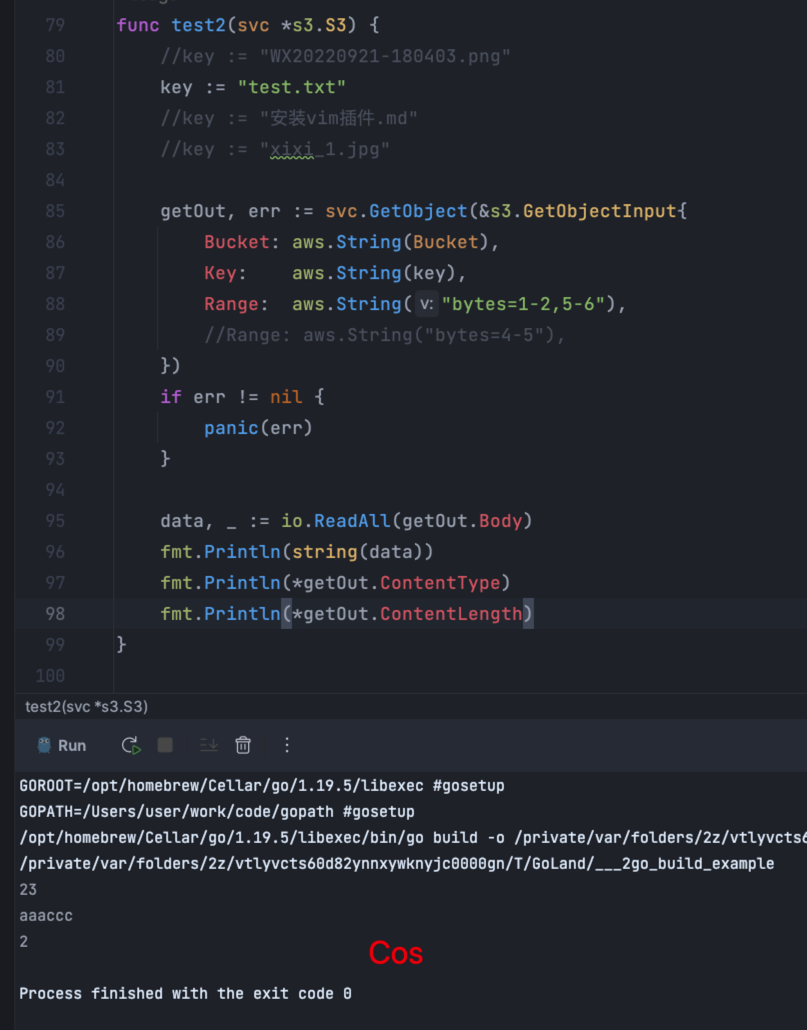 79 func test2(svc *s3.S3) {
80 //key := "WX20220921-180403.png"
81 key := "test.txt"
82 //key := "安装vim插件.md"
83 //key := "xixi_1.jpg"
84
85 getOut, err := svc.GetObject(&s3.GetObjectInput{
86 Bucket: aws.String(Bucket),
87 Key: aws.String(key),
88 Range: aws.String( v: "bytes=1-2,5-6"),
89 //Range: aws.String("bytes=4-5"),
90 })
91 if err != nil {
92 panic(err)
93 }
94
95 data, _ := io.ReadAll(getOut.Body)
96 fmt.Println(string(data))
97 fmt.Println(*getOut.ContentType)
98 fmt.Println(*getOut.ContentLength)
99 }
100
test2(svc *s3.S3)
Run
GOROOT=/opt/homebrew/Cellar/go/1.19.5/libexec #gosetup
GOPATH=/Users/user/work/code/gopath #gosetup
/opt/homebrew/Cellar/go/1.19.5/libexec/bin/go build -o /private/var/folders/2z/vtlyvcts6
/private/var/folders/2z/vtlyvcts60d82ynnxywknyjc0000gn/T/GoLand/___2go_build_example
23
aaaccc
2
Cos
Process finished with the exit code 0